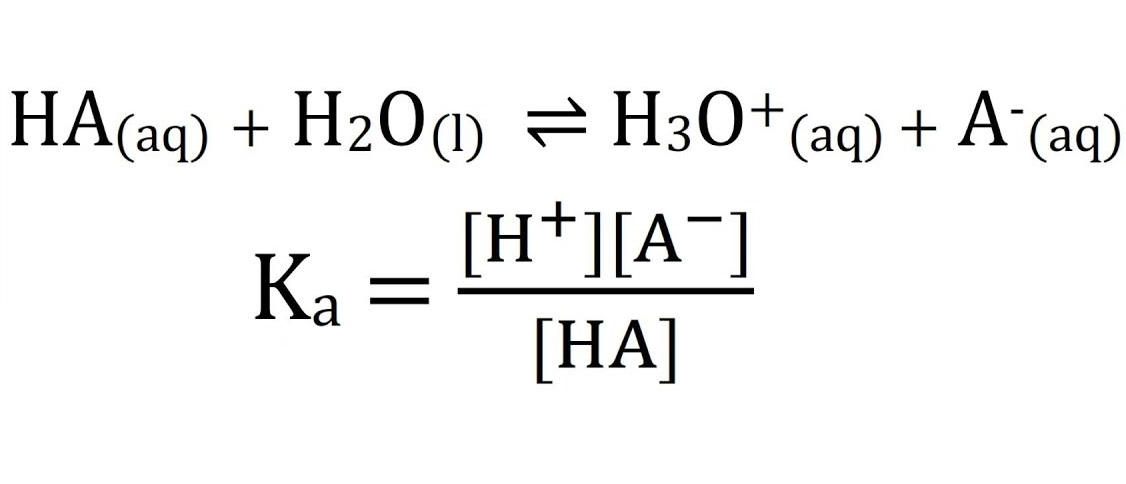 HA(aq) + H2O(l) ⇌ H3O+(aq) + A-(aq)
Ka = [H+][A−]
[HA]